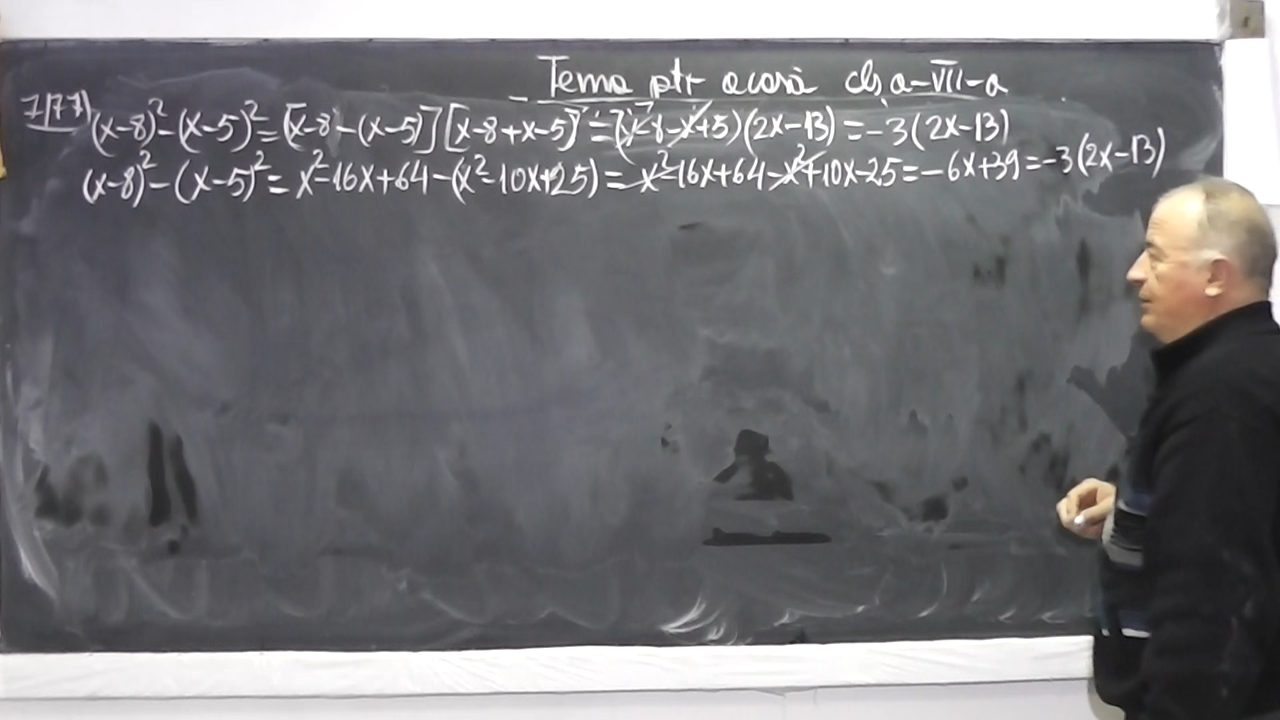 Tema ptr acasă cls a-VII-a
7|77| (x-8)²-(x-5)²=[x-8-(x-5)][x-8+x-5]=(x-8-x+5)(2x-13)=-3(2x-13)
(x-8)²-(x-5)²=x²-16x+64-(x²-10x+25)=x²-16x+64-x²+10x-25=-6x+39=-3(2x-13)